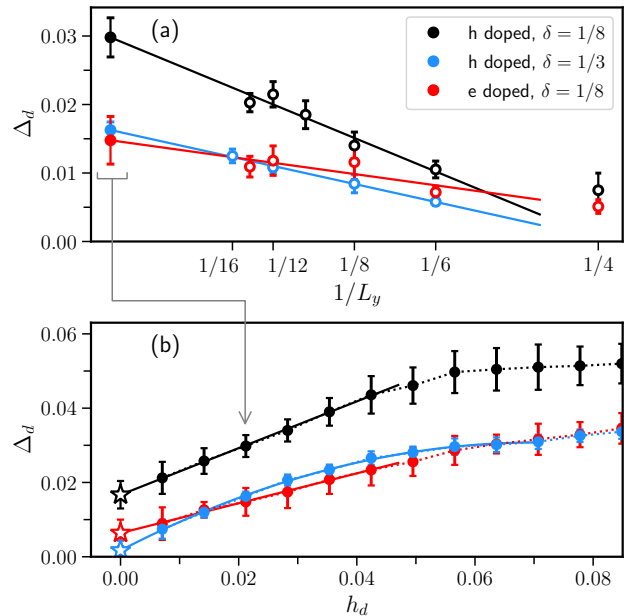 (a)
h doped, δ = 1/8
h doped, δ = 1/3
e doped, δ = 1/8
0.03
0.02
0.01
0.00
Δ_d
1/16
1/12
1/8
1/6
1/4
1/L_y
(b)
0.06
0.04
0.02
0.00
Δ_d
0.00
0.02
0.04
0.06
0.08
h_d